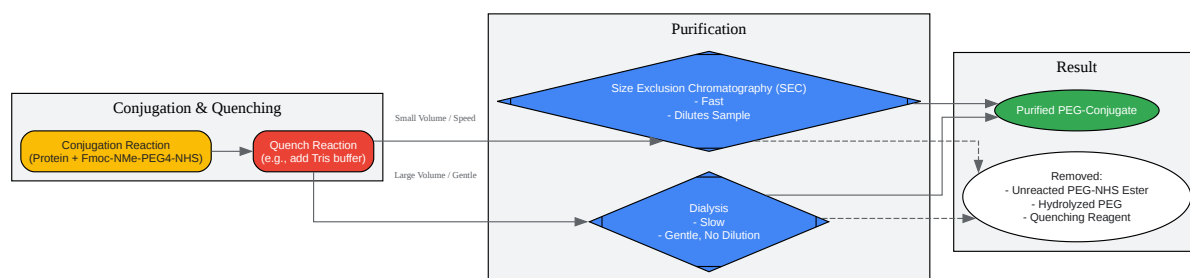 Conjugation & Quenching
Conjugation Reaction
(Protein + Fmoc-NMe-PEG4-NHS)
Quench Reaction
(e.g., add Tris buffer)
Small Volume / Speed
Large Volume / Gentle
Purification
Size Exclusion Chromatography (SEC)
- Fast
- Dilutes Sample
Dialysis
- Slow
- Gentle, No Dilution
Result
Purified PEG-Conjugate
Removed:
- Unreacted PEG-NHS Ester
- Hydrolyzed PEG
- Quenching Reagent